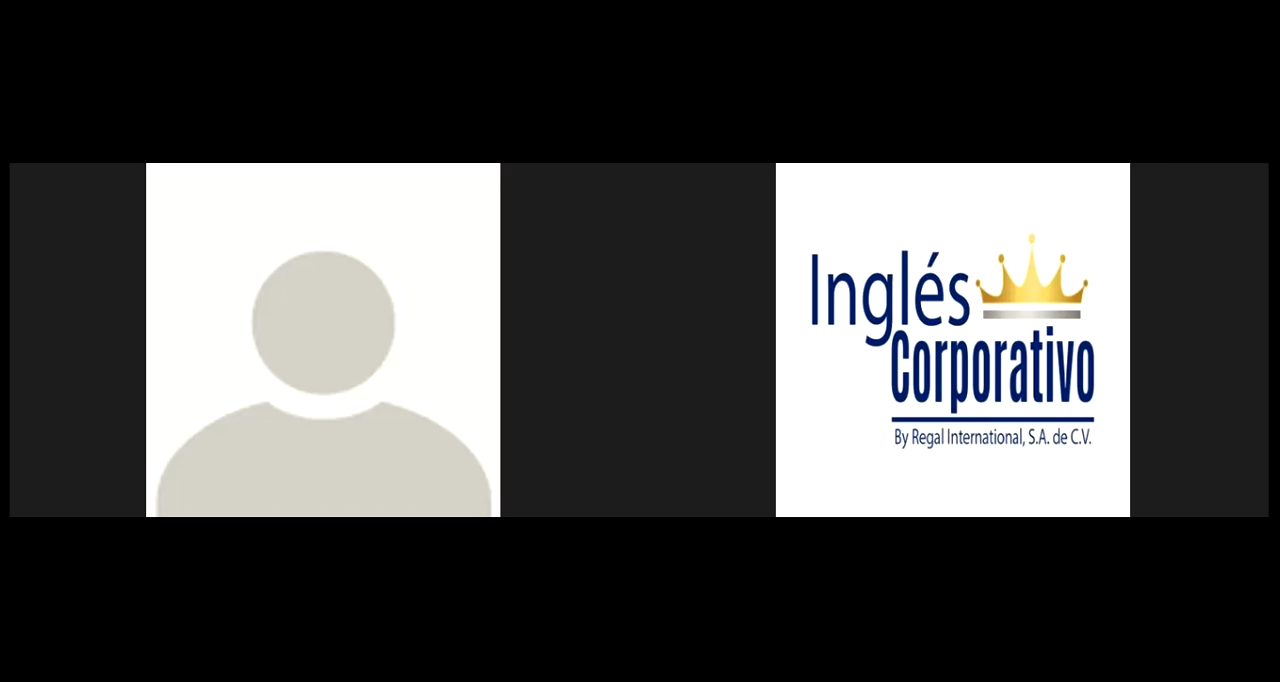 Inglés
Corporativo
By Regal International, S.A. de C.V.